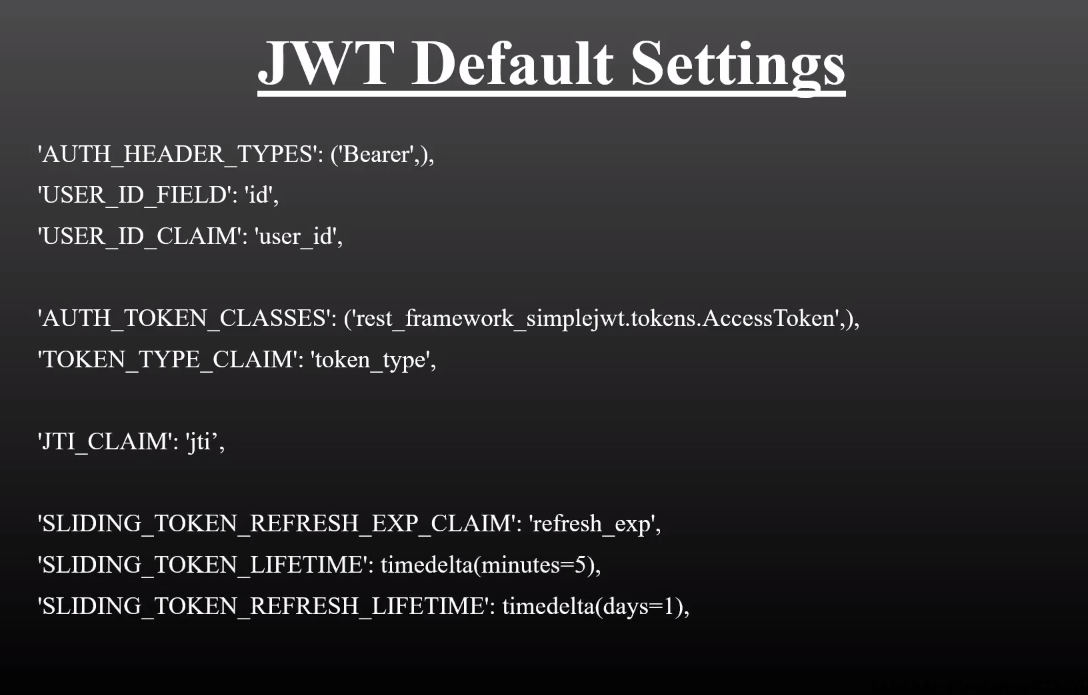 JWT Default Settings
'AUTH_HEADER_TYPES': ('Bearer',),
'USER_ID_FIELD': 'id',
'USER_ID_CLAIM': 'user_id',
'AUTH_TOKEN_CLASSES': ('rest_framework_simplejwt.tokens.AccessToken',),
'TOKEN_TYPE_CLAIM': 'token_type',
'JTI_CLAIM': 'jti’,
'SLIDING_TOKEN_REFRESH_EXP_CLAIM': 'refresh_exp',
'SLIDING_TOKEN_LIFETIME': timedelta(minutes=5),
'SLIDING_TOKEN_REFRESH_LIFETIME': timedelta(days=1),